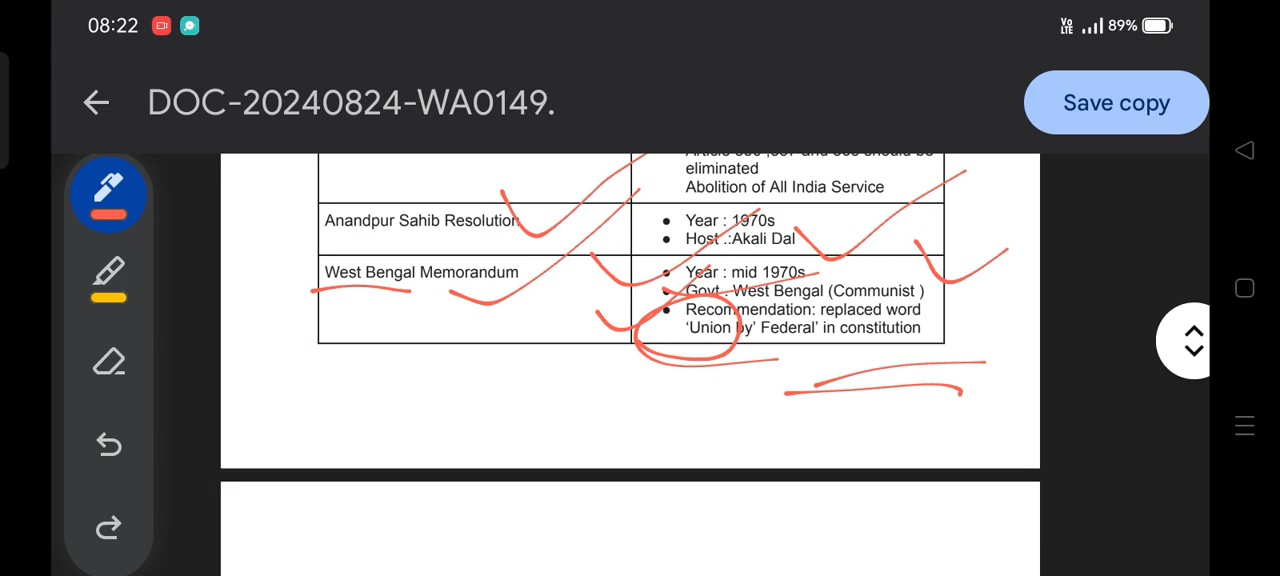 08:22
VO LTE 89%
DOC-20240824-WA0149.
Save copy
eliminated
Abolition of All India Service
Anandpur Sahib Resolution
• Year : 1970s
• Host .:Akali Dal
West Bengal Memorandum
• Year : mid 1970s
• Govt . West Bengal (Communist )
• Recommendation: replaced word
‘Union by’ Federal’ in constitution